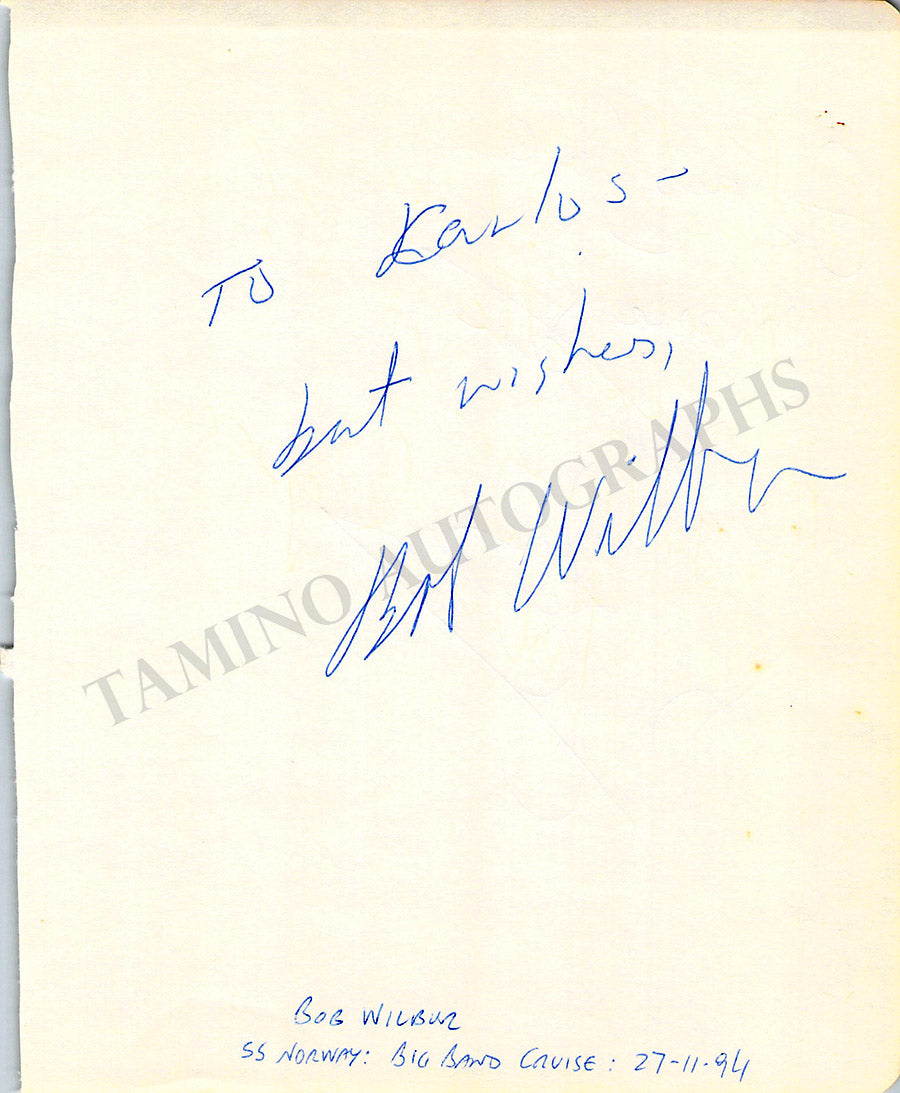 To Karlos -
best wishes,
Bob Wilber
TAMINO AUTOGRAPHS
BOB WILBUR
SS NORWAY: BIG BAND CRUISE: 27-11-94